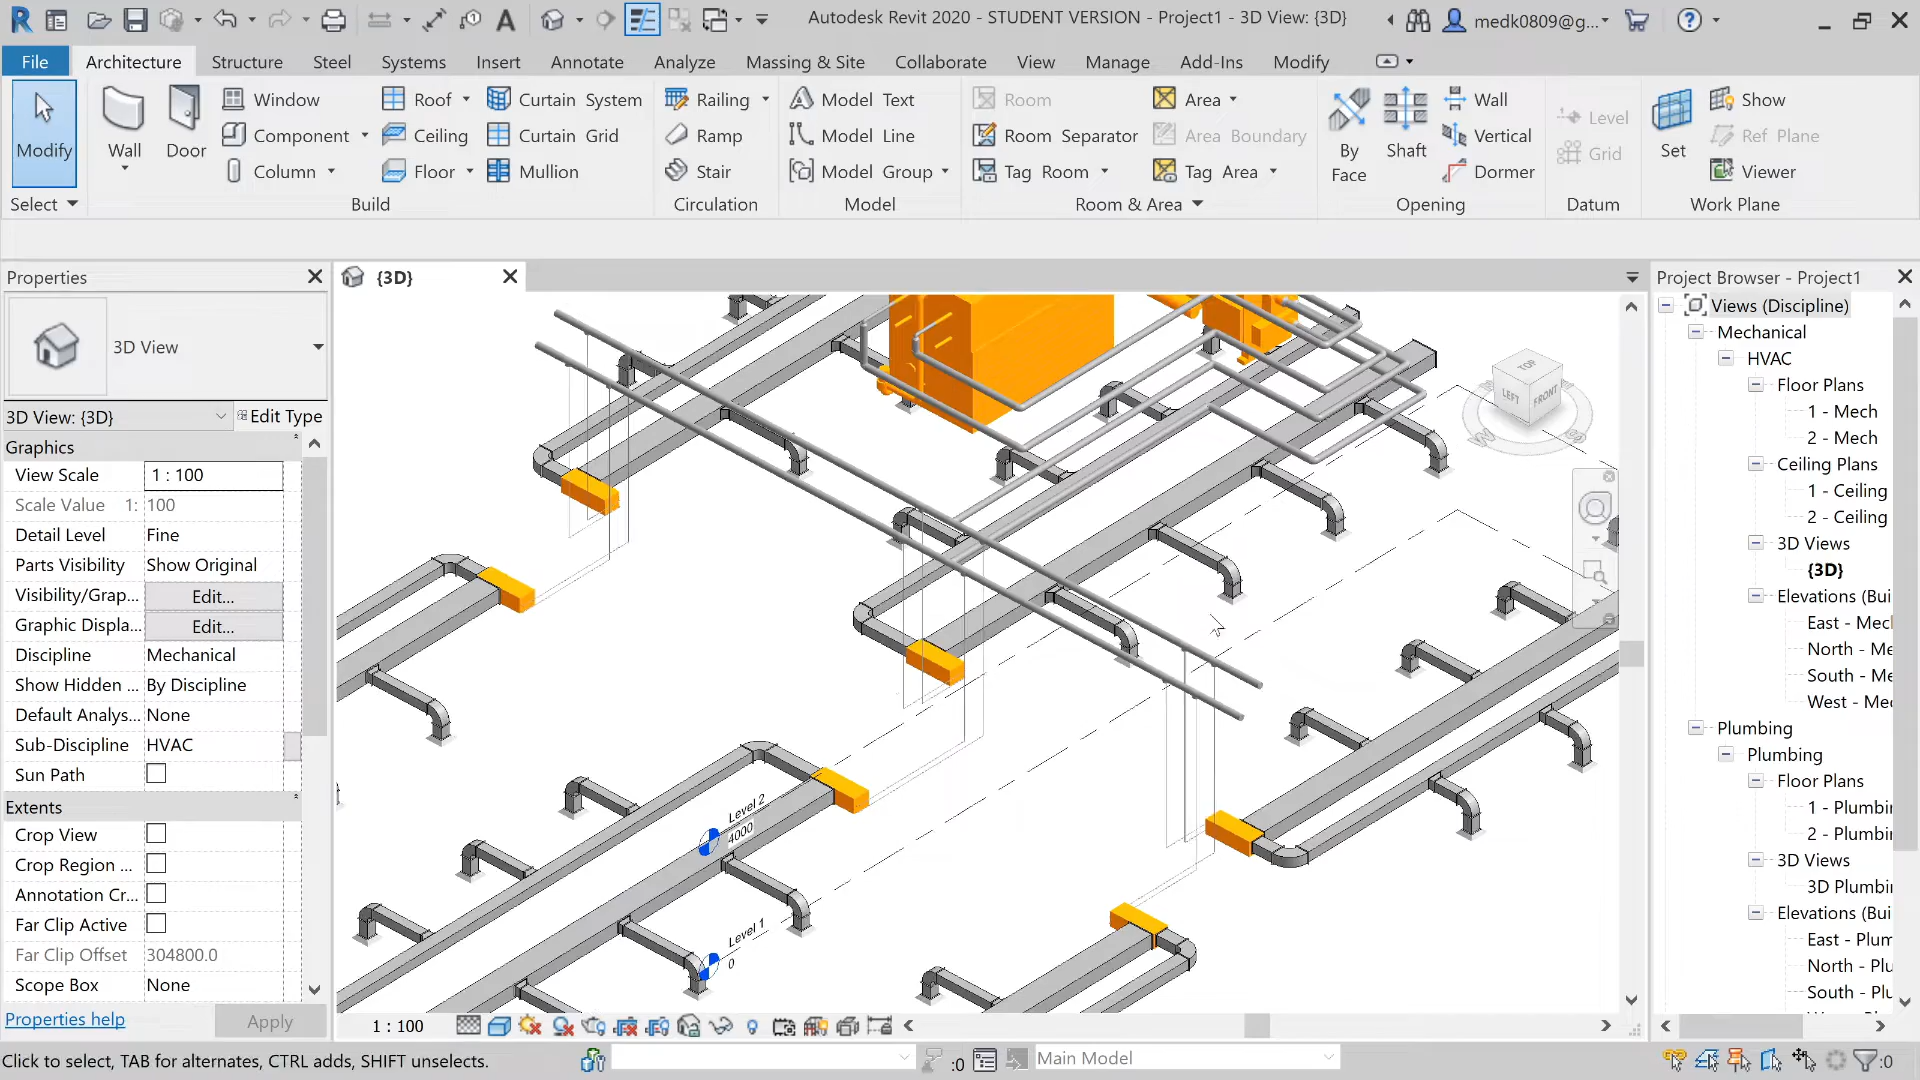 Autodesk Revit 2020 - STUDENT VERSION - Project1 - 3D View: {3D}
medk0809@g...
File
Architecture
Structure
Steel
Systems
Insert
Annotate
Analyze
Massing & Site
Collaborate
View
Manage
Add-Ins
Modify
Modify
Wall
Door
Window
Component
Column
Roof
Ceiling
Floor
Curtain System
Curtain Grid
Mullion
Railing
Ramp
Stair
Model Text
Model Line
Model Group
Room
Room Separator
Tag Room
Area
Area Boundary
Tag Area
By Face
Shaft
Wall
Vertical
Dormer
Level
Grid
Set
Show
Ref Plane
Viewer
Select
Build
Circulation
Model
Room & Area
Opening
Datum
Work Plane
Properties
3D View
3D View: {3D}
Edit Type
Graphics
View Scale
1 : 100
Scale Value 1:
100
Detail Level
Fine
Parts Visibility
Show Original
Visibility/Grap...
Edit...
Graphic Displa...
Edit...
Discipline
Mechanical
Show Hidden ...
By Discipline
Default Analys...
None
Sub-Discipline
HVAC
Sun Path
Extents
Crop View
Crop Region ...
Annotation Cr...
Far Clip Active
Far Clip Offset
304800.0
Scope Box
None
Properties help
Apply
{3D}
TOP
LEFT
FRONT
W
S
Level 2
4000
Level 1
0
1 : 100
Project Browser - Project1
Views (Discipline)
Mechanical
HVAC
Floor Plans
1 - Mech
2 - Mech
Ceiling Plans
1 - Ceiling
2 - Ceiling
3D Views
{3D}
Elevations (Bui
East - Mec
North - Me
South - Me
West - Mec
Plumbing
Plumbing
Floor Plans
1 - Plumbin
2 - Plumbin
3D Views
3D Plumbin
Elevations (Bui
East - Plum
North - Plu
South - Plu
Click to select, TAB for alternates, CTRL adds, SHIFT unselects.
:0
Main Model
:0